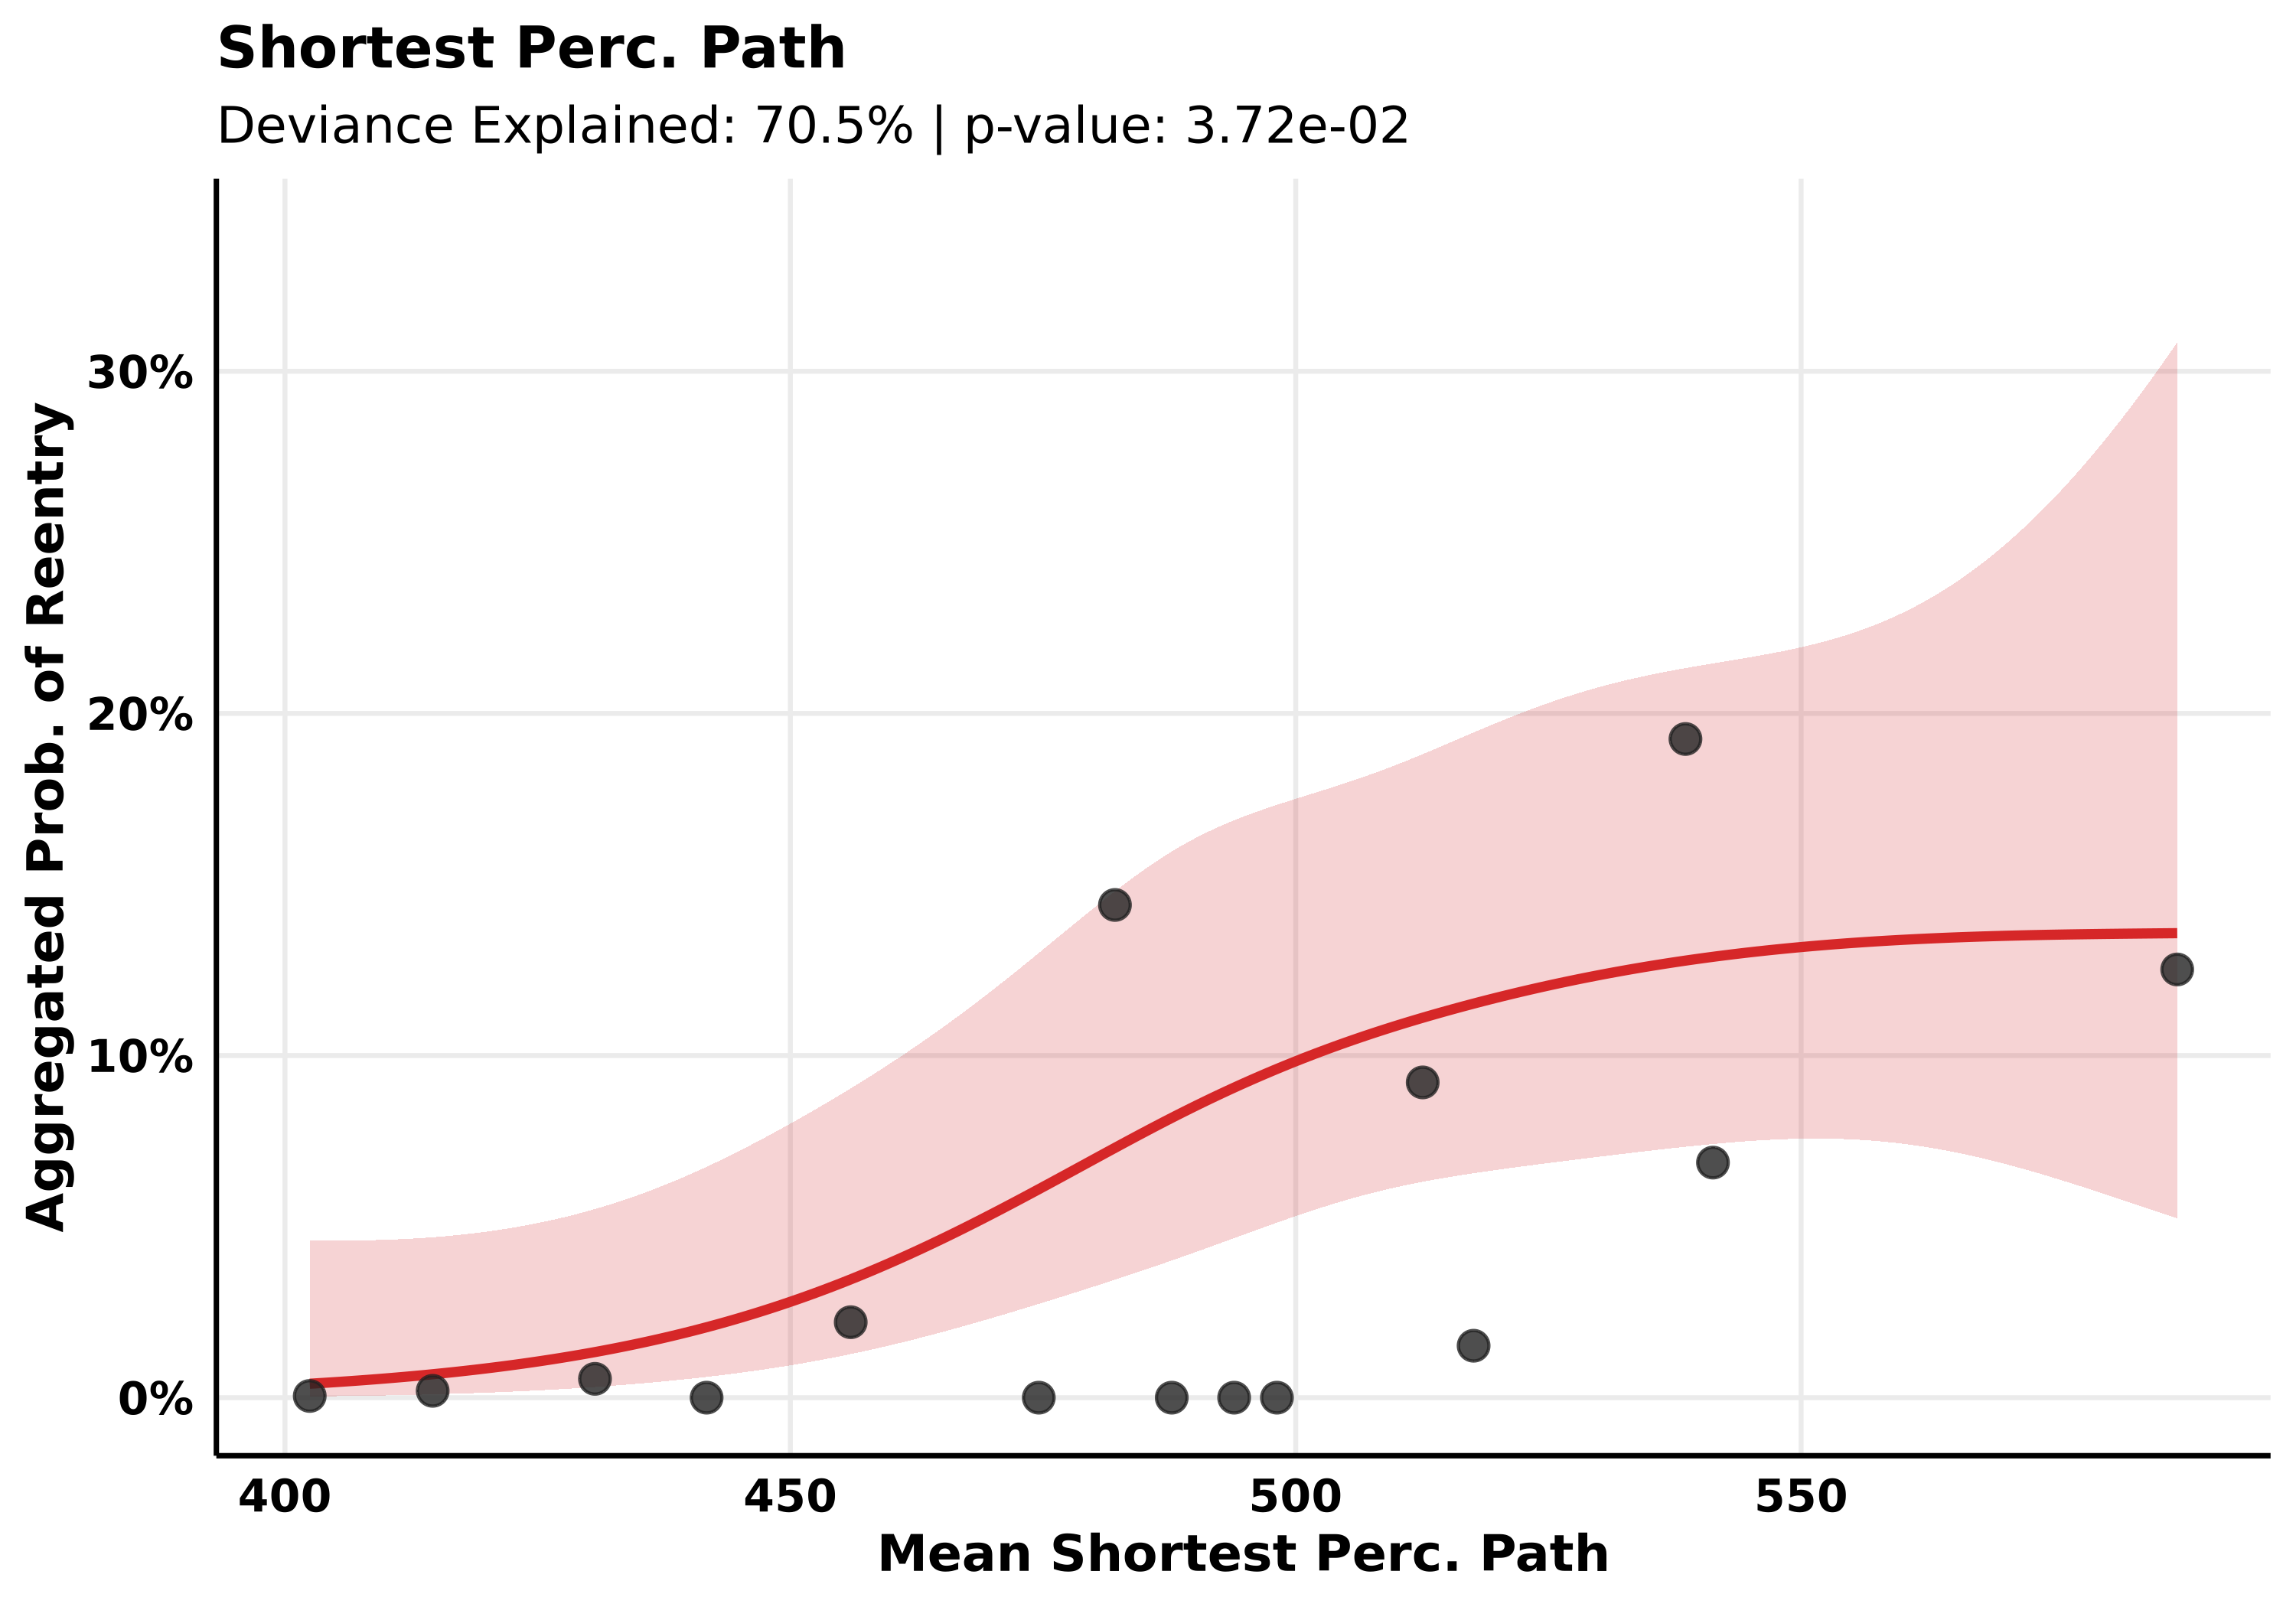 Shortest Perc. Path
Deviance Explained: 70.5% | p-value: 3.72e-02
Aggregated Prob. of Reentry
30%
20%
10%
0%
400 450 500 550
Mean Shortest Perc. Path